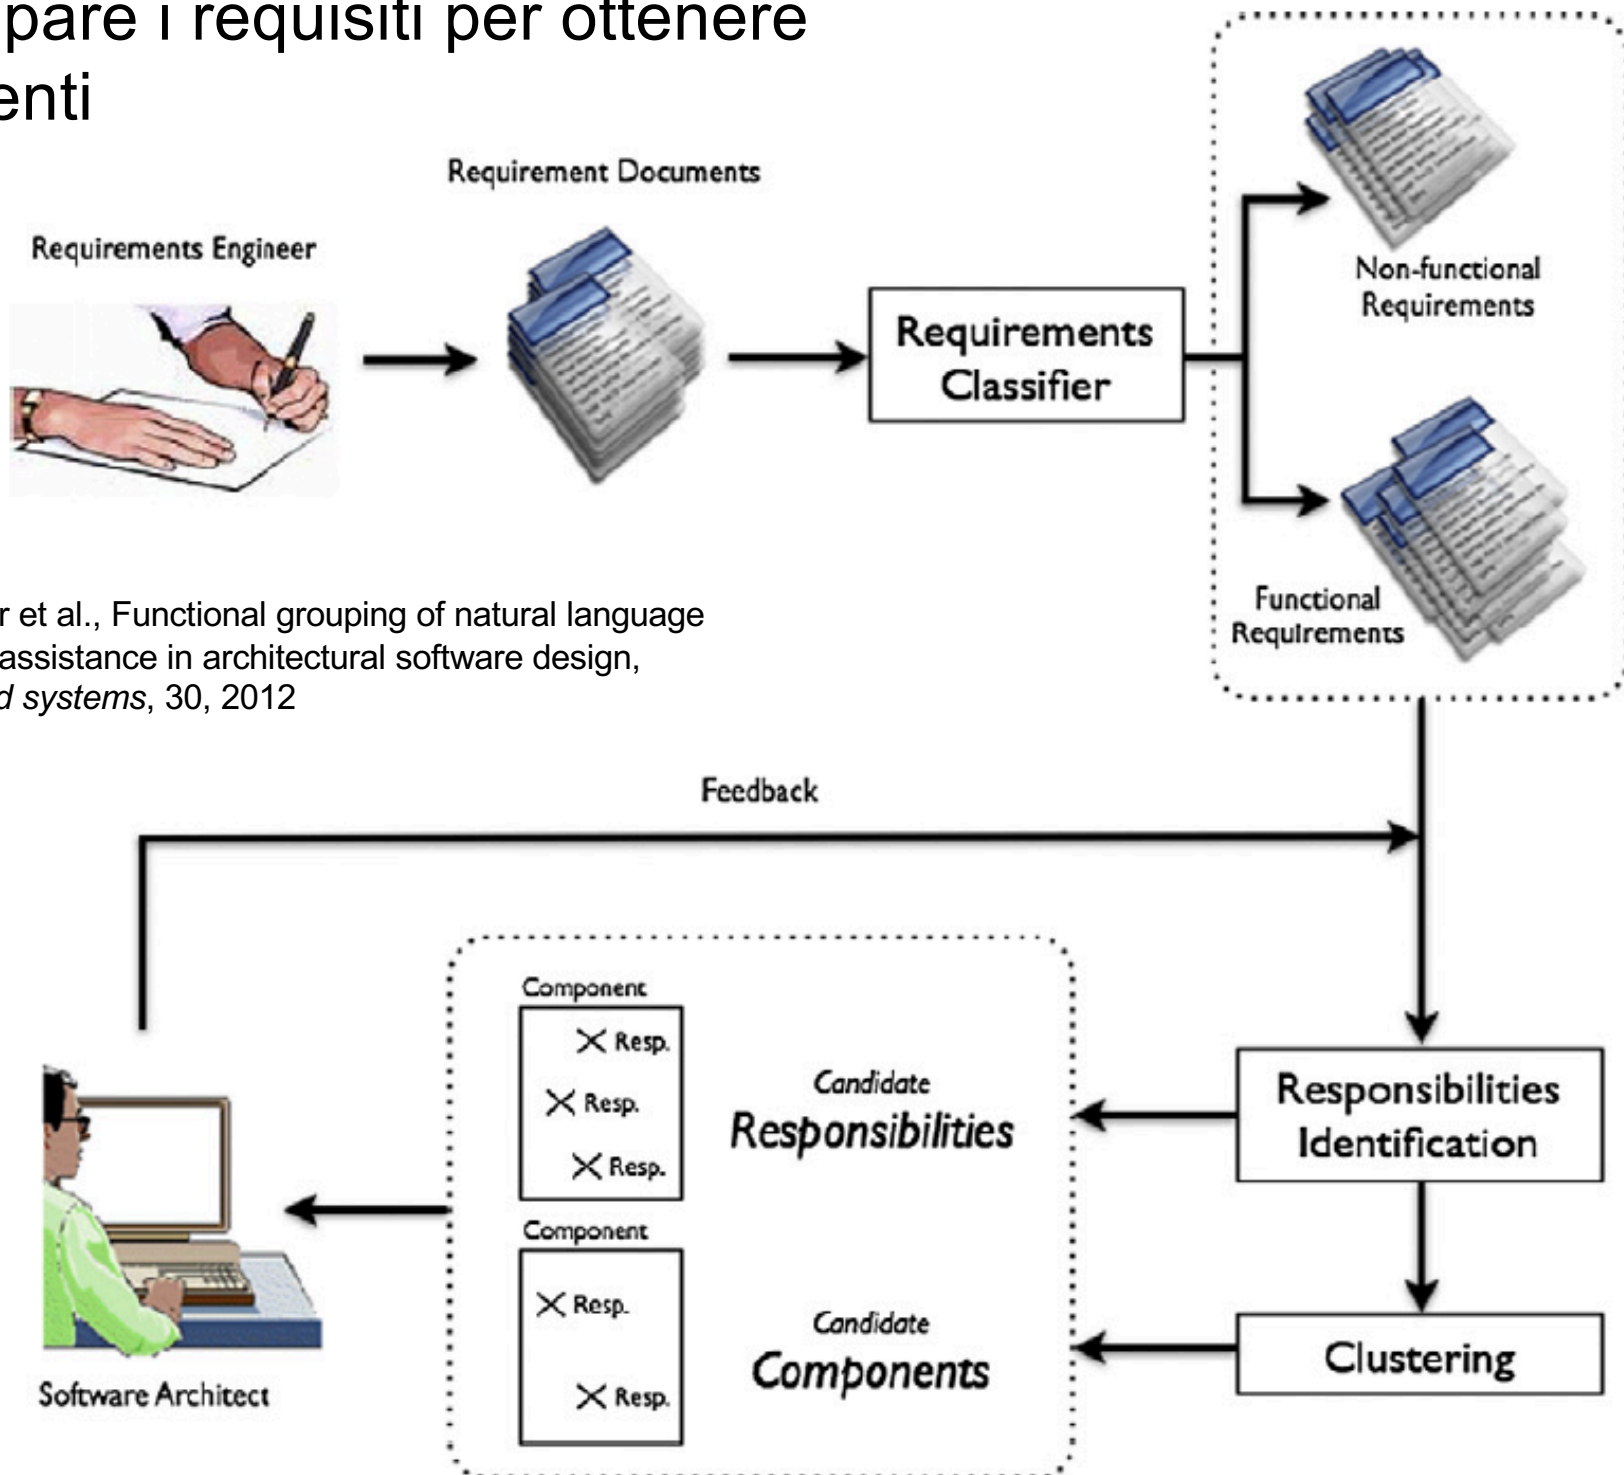 pare i requisiti per ottenere
enti
Requirement Documents
Requirements Engineer
Requirements
Classifier
Non-functional
Requirements
Functional
Requirements
r et al., Functional grouping of natural language
assistance in architectural software design,
d systems, 30, 2012
Feedback
Component
Resp.
Resp.
Resp.
Candidate
Responsibilities
Responsibilities
Identification
Component
Resp.
Resp.
Candidate
Components
Clustering
Software Architect